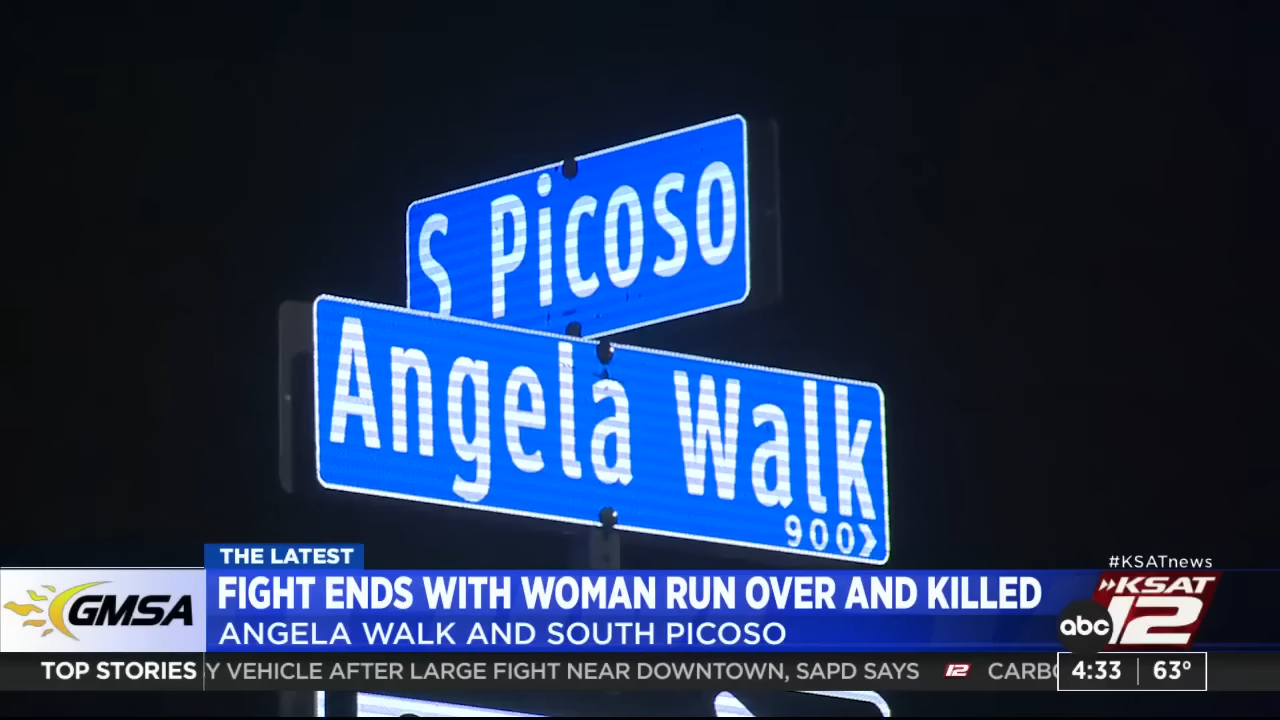 S Picoso
Angela Walk
900
THE LATEST
#KSATnews
GMSA
FIGHT ENDS WITH WOMAN RUN OVER AND KILLED
ANGELA WALK AND SOUTH PICOSO
KSAT
abc 12
TOP STORIES
VEHICLE AFTER LARGE FIGHT NEAR DOWNTOWN, SAPD SAYS 12
4:33 63°